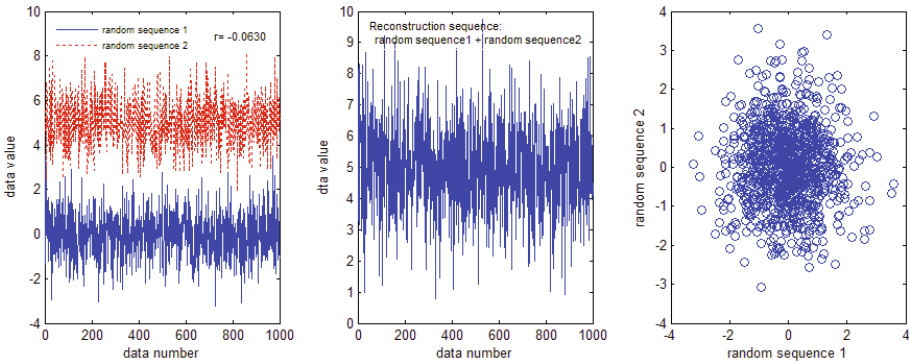 10
8
6
4
2
0
-2
-4
0 200 400 600 800 1000
data number
data value
random sequence 1
random sequence 2
r= -0.0630
10
9
8
7
6
5
4
3
2
1
0
0 200 400 600 800 1000
data number
dta value
Reconstruction sequence:
random sequence1 + random sequence2
4
3
2
1
0
-1
-2
-3
-4
-4 -2 0 2 4
random sequence 1
random sequence 2